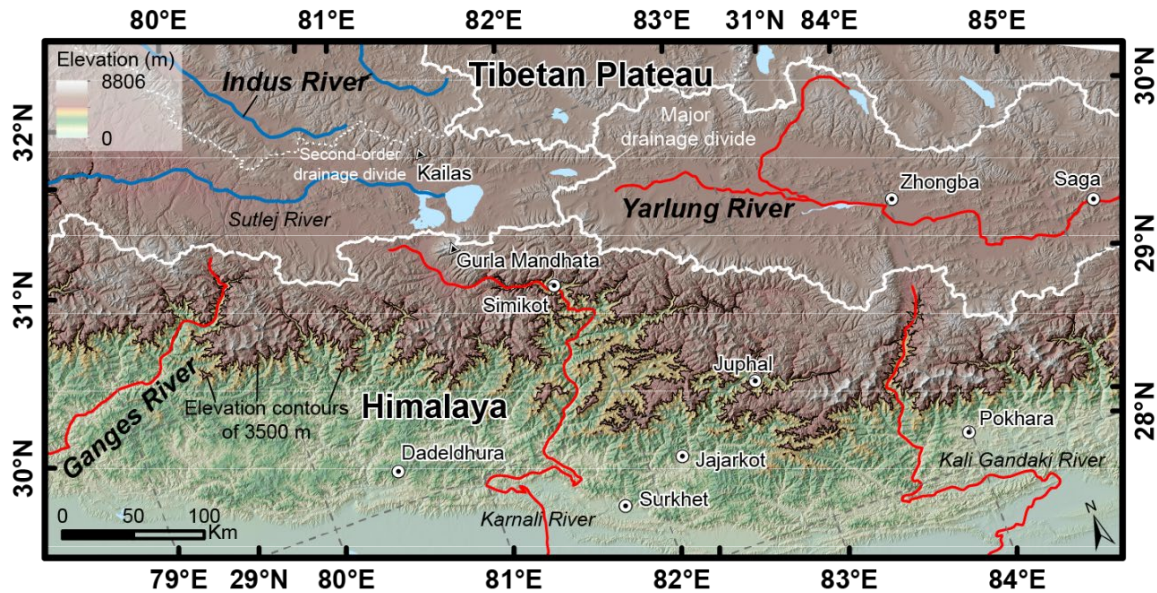 80°E 81°E 82°E 83°E 31°N 84°E 85°E
Elevation (m)
8806
0
Indus River
Tibetan Plateau
30°N
32°N
Major
drainage divide
Second-order
drainage divide
Kailas
Zhongba
Saga
Sutlej River
Yarlung River
29°N
Gurla Mandhata
31°N
Simikot
Juphal
28°N
Ganges River
Elevation contours
of 3500 m
Himalaya
Pokhara
30°N
Dadeldhura
Jajarkot
Kali Gandaki River
Surkhet
0 50 100
Km
Karnali River
N
79°E 29°N 80°E 81°E 82°E 83°E 84°E